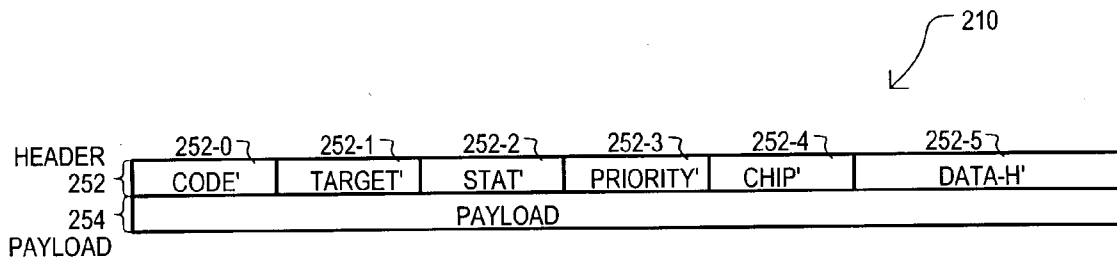 210
252-0 252-1 252-2 252-3 252-4 252-5
HEADER
252
CODE' TARGET' STAT' PRIORITY' CHIP' DATA-H'
254
PAYLOAD
PAYLOAD